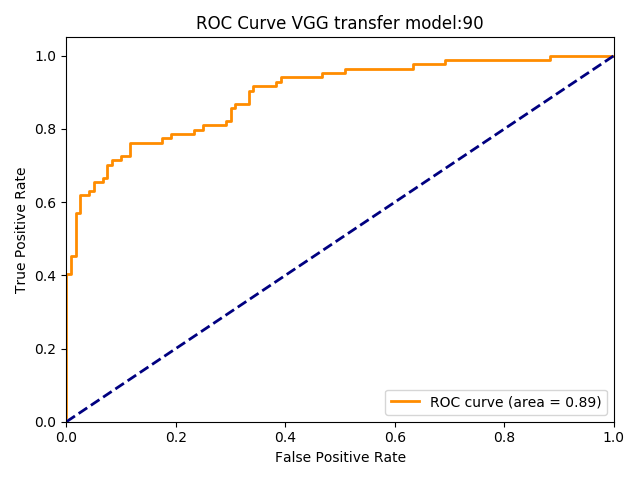 ROC Curve VGG transfer model:90
True Positive Rate
1.0
0.8
0.6
0.4
0.2
0.0
0.0 0.2 0.4 0.6 0.8 1.0
False Positive Rate
ROC curve (area = 0.89)